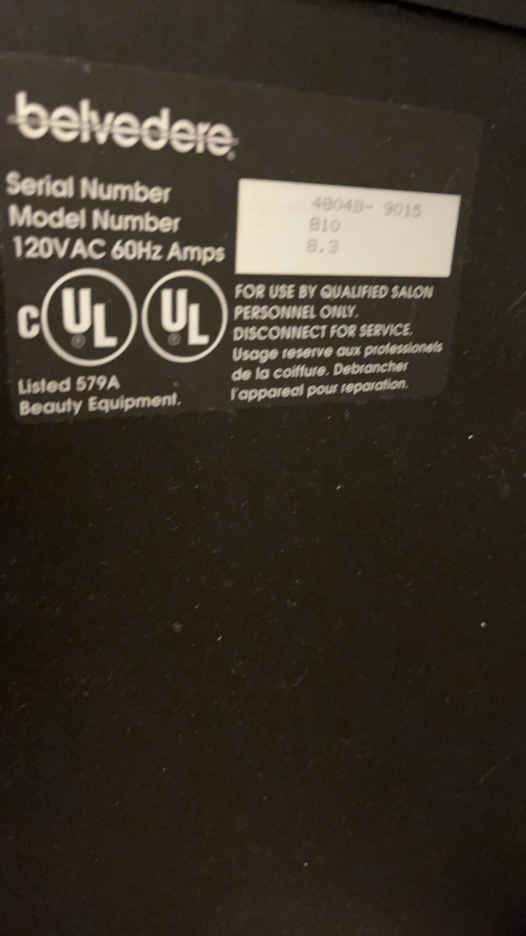 belvedere
Serial Number 4804B- 9015
Model Number 810
120VAC 60Hz Amps 8.3
c UL ® UL ®
FOR USE BY QUALIFIED SALON
PERSONNEL ONLY.
DISCONNECT FOR SERVICE.
Usage reserve aux professionels
de la coiffure. Debrancher
l'appareal pour reparation.
Listed 579A
Beauty Equipment.